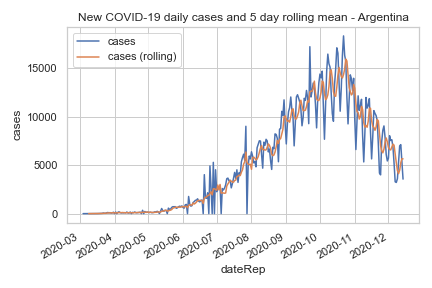 New COVID-19 daily cases and 5 day rolling mean - Argentina
cases
cases (rolling)
15000
10000
5000
0
cases
2020-03
2020-04
2020-05
2020-06
2020-07
2020-08
2020-09
2020-10
2020-11
2020-12
dateRep